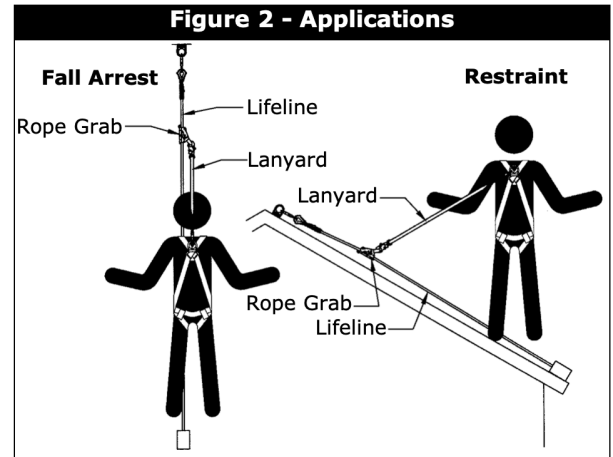 Figure 2 - Applications
Fall Arrest
Restraint
Lifeline
Rope Grab
Lanyard
Lanyard
Rope Grab
Lifeline